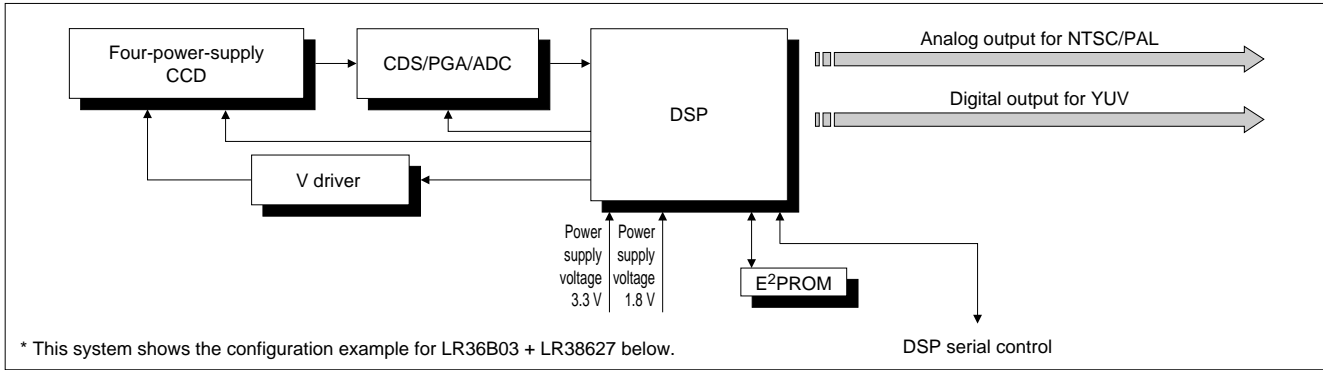 Four-power-supply
CCD
CDS/PGA/ADC
DSP
Analog output for NTSC/PAL
Digital output for YUV
V driver
Power
supply
voltage
3.3 V
Power
supply
voltage
1.8 V
E²PROM
DSP serial control
* This system shows the configuration example for LR36B03 + LR38627 below.